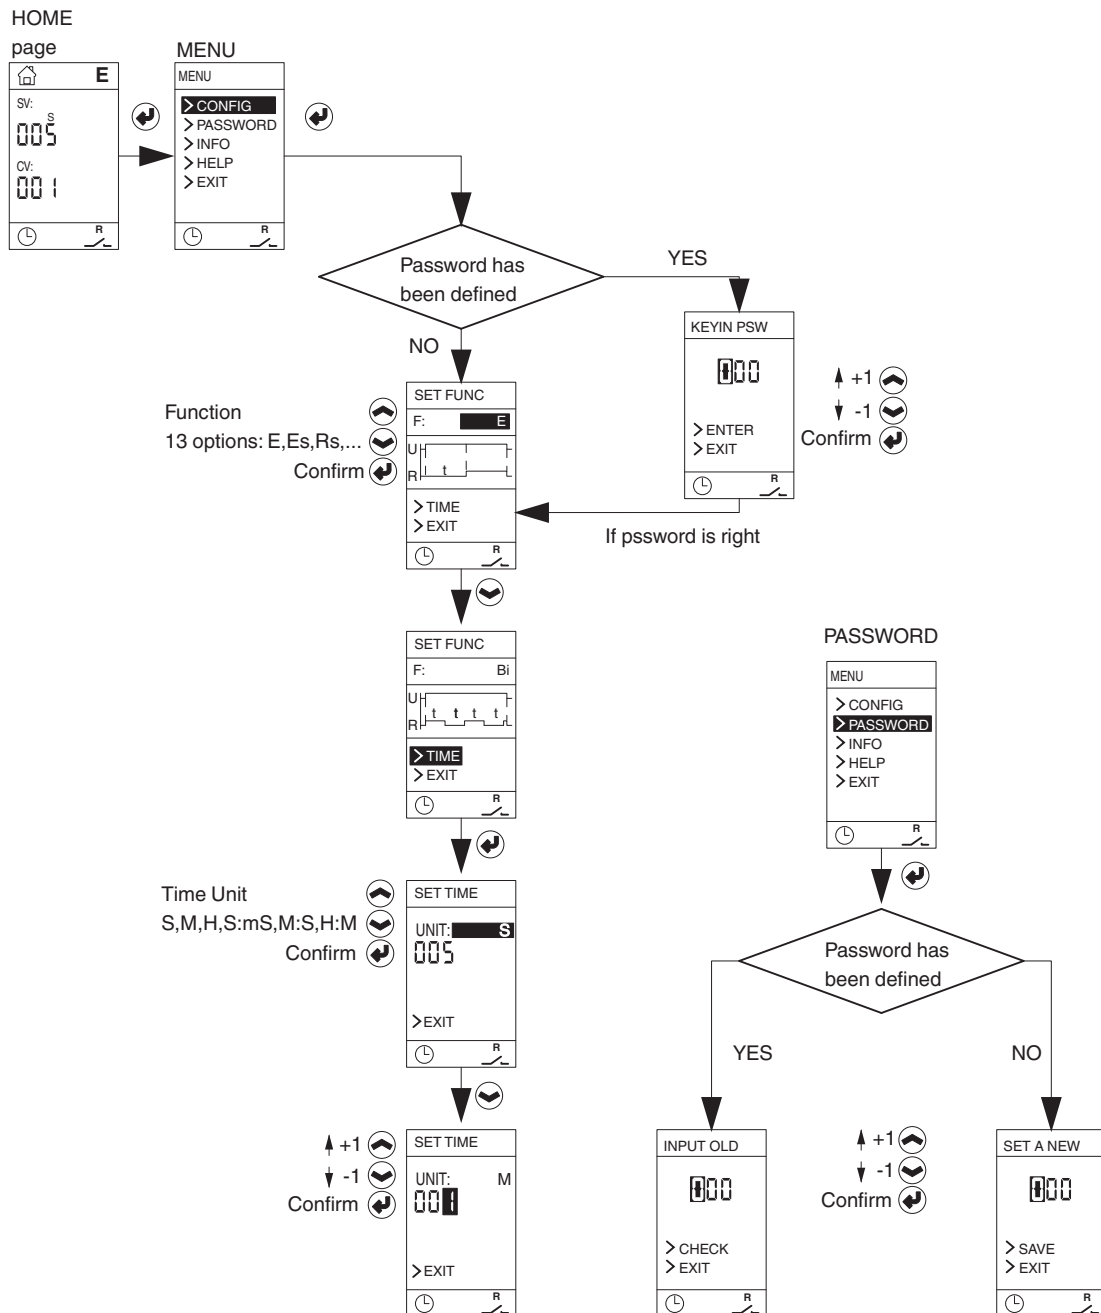 HOME
page
E
SV:
S
005
CV:
001
R
MENU
MENU
>CONFIG
>PASSWORD
>INFO
>HELP
>EXIT
R
Password has
been defined
YES
NO
KEYIN PSW
00
>ENTER
>EXIT
R
+1
-1
Confirm
If pssword is right
Function
13 options: E,Es,Rs,...
Confirm
SET FUNC
F: E
U
R t
>TIME
>EXIT
R
SET FUNC
F: Bi
U
R t t t t
>TIME
>EXIT
R
Time Unit
S,M,H,S:mS,M:S,H:M
Confirm
SET TIME
UNIT: S
005
>EXIT
R
+1
-1
Confirm
SET TIME
UNIT: M
001
>EXIT
R
PASSWORD
MENU
>CONFIG
>PASSWORD
>INFO
>HELP
>EXIT
R
Password has
been defined
YES
NO
INPUT OLD
00
>CHECK
>EXIT
R
+1
-1
Confirm
SET A NEW
00
>SAVE
>EXIT
R